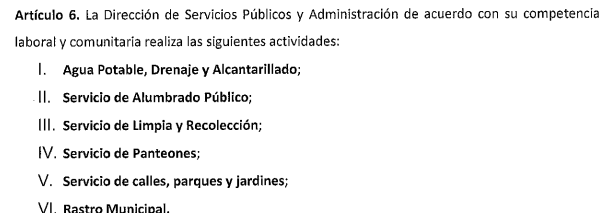 Artículo 6. La Dirección de Servicios Públicos y Administración de acuerdo con su competencia
laboral y comunitaria realiza las siguientes actividades:
I. Agua Potable, Drenaje y Alcantarillado;
II. Servicio de Alumbrado Público;
III. Servicio de Limpia y Recolección;
IV. Servicio de Panteones;
V. Servicio de calles, parques y jardines;
VI. Rastro Municipal.